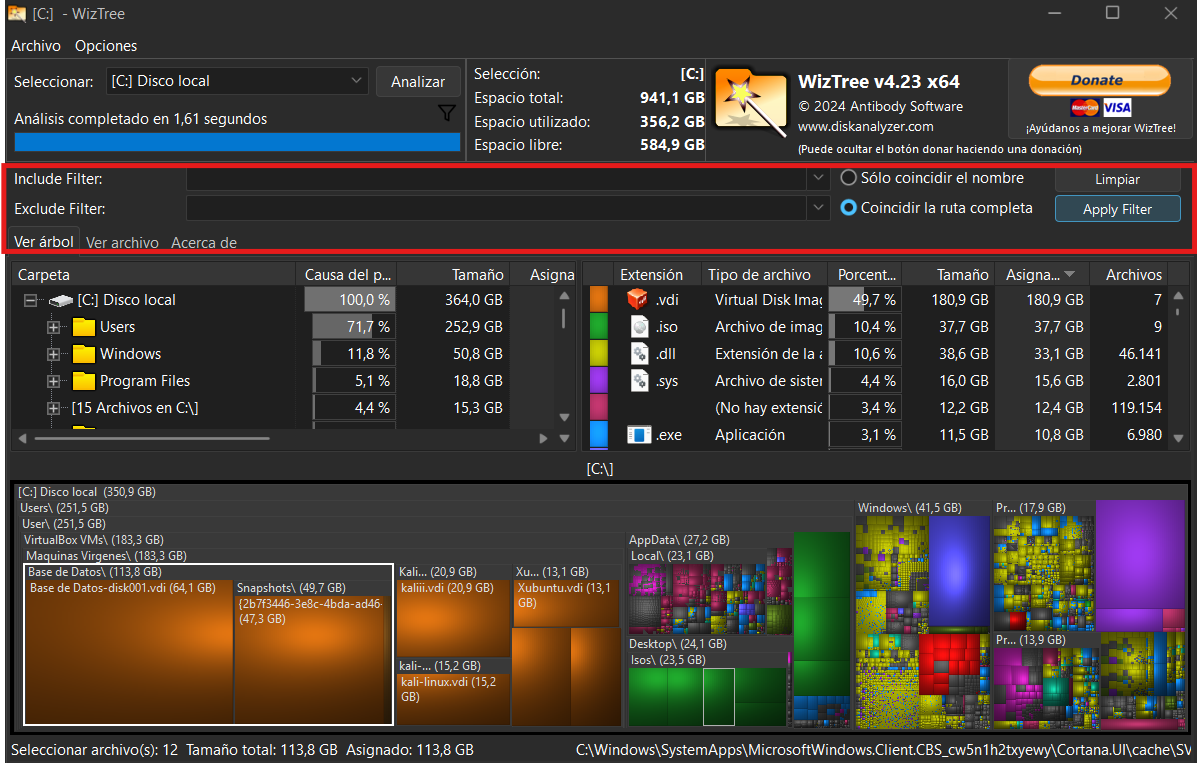 [C:] - WizTree
Archivo Opciones
Seleccionar: [C:] Disco local Analizar
Análisis completado en 1,61 segundos
Selección: [C:]
Espacio total: 941,1 GB
Espacio utilizado: 356,2 GB
Espacio libre: 584,9 GB
WizTree v4.23 x64
© 2024 Antibody Software
www.diskanalyzer.com
(Puede ocultar el botón donar haciendo una donación)
Donate
MasterCard VISA
¡Ayúdanos a mejorar WizTree!
Include Filter: Sólo coincidir el nombre Limpiar
Exclude Filter: Coincidir la ruta completa Apply Filter
Ver árbol Ver archivo Acerca de
Carpeta Causa del p... Tamaño Asigna
[C:] Disco local 100,0 % 364,0 GB
Users 71,7 % 252,9 GB
Windows 11,8 % 50,8 GB
Program Files 5,1 % 18,8 GB
[15 Archivos en C:\] 4,4 % 15,3 GB
Extensión Tipo de archivo Porcent... Tamaño Asigna... Archivos
.vdi Virtual Disk Imag 49,7 % 180,9 GB 180,9 GB 7
.iso Archivo de imag 10,4 % 37,7 GB 37,7 GB 9
.dll Extensión de la a 10,6 % 38,6 GB 33,1 GB 46.141
.sys Archivo de sister 4,4 % 16,0 GB 15,6 GB 2.801
(No hay extensió 3,4 % 12,2 GB 12,4 GB 119.154
.exe Aplicación 3,1 % 11,5 GB 10,8 GB 6.980
[C:\]
[C:] Disco local (350,9 GB)
Users\ (251,5 GB)
User\ (251,5 GB)
VirtualBox VMs\ (183,3 GB)
Maquinas Virgenes\ (183,3 GB)
Base de Datos\ (113,8 GB)
Base de Datos-disk001.vdi (64,1 GB)
Snapshots\ (49,7 GB)
{2b7f3446-3e8c-4bda-ad46-
(47,3 GB)
Kali... (20,9 GB)
kaliii.vdi (20,9 GB)
kali-... (15,2 GB)
kali-linux.vdi (15,2
GB)
Xu... (13,1 GB)
Xubuntu.vdi (13,1
GB)
AppData\ (27,2 GB)
Local\ (23,1 GB)
Desktop\ (24,1 GB)
Isos\ (23,5 GB)
Windows\ (41,5 GB)
Pr... (17,9 GB)
Pr... (13,9 GB)
Seleccionar archivo(s): 12 Tamaño total: 113,8 GB Asignado: 113,8 GB
C:\Windows\SystemApps\MicrosoftWindows.Client.CBS_cw5n1h2txyewy\Cortana.UI\cache\SV